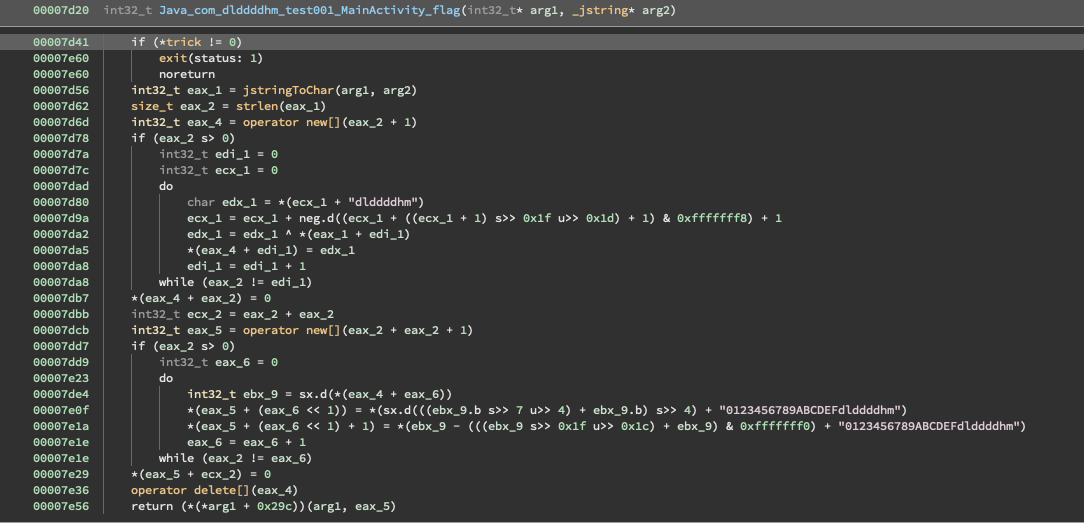 00007d20 int32_t Java_com_dlddddhm_test001_MainActivity_flag(int32_t* arg1, _jstring* arg2)
00007d41 if (*trick != 0)
00007e60 exit(status: 1)
00007e60 noreturn
00007d56 int32_t eax_1 = jstringToChar(arg1, arg2)
00007d62 size_t eax_2 = strlen(eax_1)
00007d6d int32_t eax_4 = operator new[](eax_2 + 1)
00007d78 if (eax_2 s> 0)
00007d7a int32_t edi_1 = 0
00007d7c int32_t ecx_1 = 0
00007dad do
00007d80 char edx_1 = *(ecx_1 + "dlddddhm")
00007d9a ecx_1 = ecx_1 + neg.d((ecx_1 + ((ecx_1 + 1) s>> 0x1f u>> 0x1d) + 1) & 0xfffffff8) + 1
00007da2 edx_1 = edx_1 ^ *(eax_1 + edi_1)
00007da5 *(eax_4 + edi_1) = edx_1
00007da8 edi_1 = edi_1 + 1
00007da8 while (eax_2 != edi_1)
00007db7 *(eax_4 + eax_2) = 0
00007dbb int32_t ecx_2 = eax_2 + eax_2
00007dcb int32_t eax_5 = operator new[](eax_2 + eax_2 + 1)
00007dd7 if (eax_2 s> 0)
00007dd9 int32_t eax_6 = 0
00007e23 do
00007de4 int32_t ebx_9 = sx.d(*(eax_4 + eax_6))
00007e0f *(eax_5 + (eax_6 << 1)) = *(sx.d(((ebx_9.b s>> 7 u>> 4) + ebx_9.b) s>> 4) + "0123456789ABCDEFdlddddhm")
00007e1a *(eax_5 + (eax_6 << 1) + 1) = *(ebx_9 - (((ebx_9 s>> 0x1f u>> 0x1c) + ebx_9) & 0xfffffff0) + "0123456789ABCDEFdlddddhm")
00007e1e eax_6 = eax_6 + 1
00007e1e while (eax_2 != eax_6)
00007e29 *(eax_5 + ecx_2) = 0
00007e36 operator delete[](eax_4)
00007e56 return (*(*arg1 + 0x29c))(arg1, eax_5)